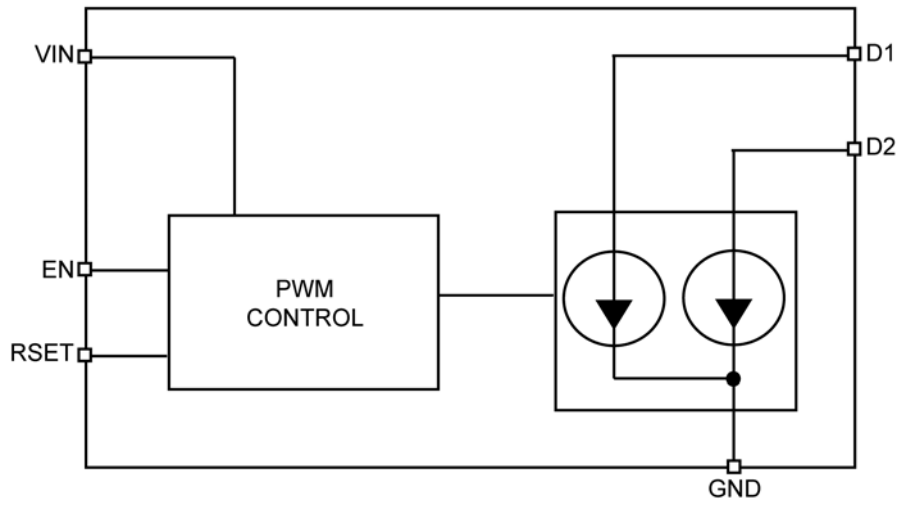 VIN
D1
D2
EN
PWM
CONTROL
RSET
GND